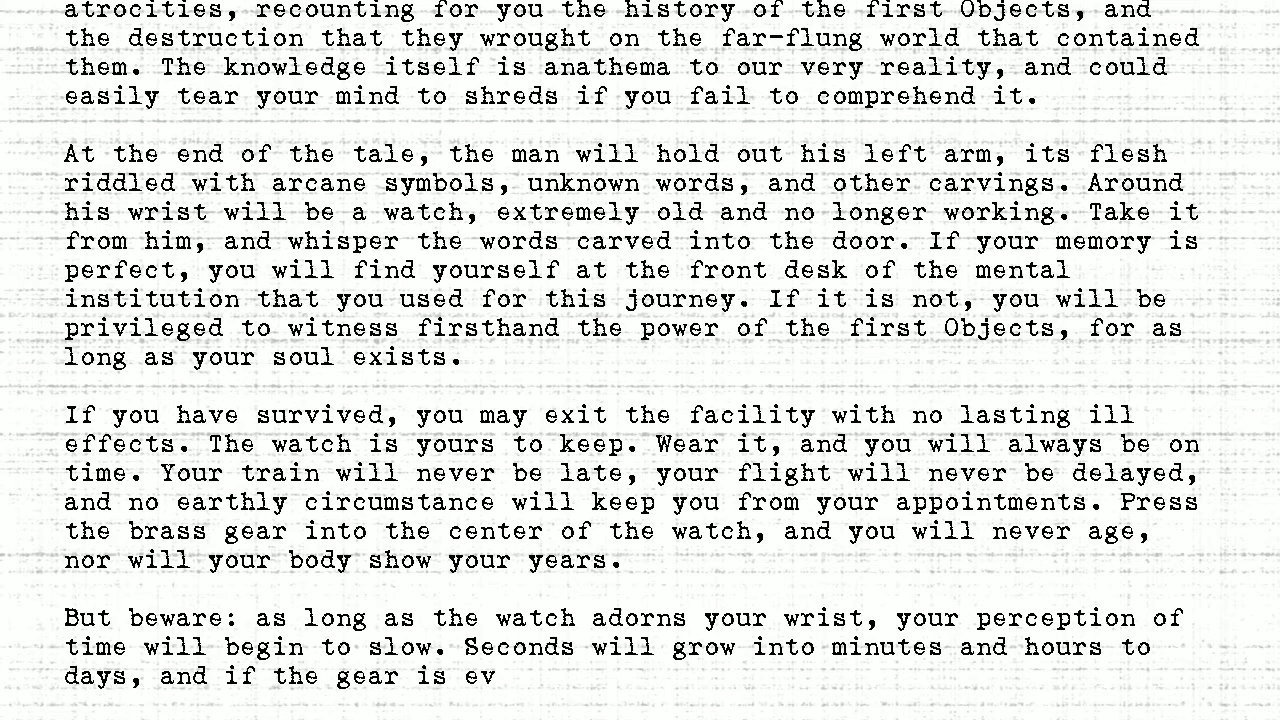 atrocities, recounting for you the history of the first Objects, and
the destruction that they wrought on the far-flung world that contained
them. The knowledge itself is anathema to our very reality, and could
easily tear your mind to shreds if you fail to comprehend it.
At the end of the tale, the man will hold out his left arm, its flesh
riddled with arcane symbols, unknown words, and other carvings. Around
his wrist will be a watch, extremely old and no longer working. Take it
from him, and whisper the words carved into the door. If your memory is
perfect, you will find yourself at the front desk of the mental
institution that you used for this journey. If it is not, you will be
privileged to witness firsthand the power of the first Objects, for as
long as your soul exists.
If you have survived, you may exit the facility with no lasting ill
effects. The watch is yours to keep. Wear it, and you will always be on
time. Your train will never be late, your flight will never be delayed,
and no earthly circumstance will keep you from your appointments. Press
the brass gear into the center of the watch, and you will never age,
nor will your body show your years.
But beware: as long as the watch adorns your wrist, your perception of
time will begin to slow. Seconds will grow into minutes and hours to
days, and if the gear is ev